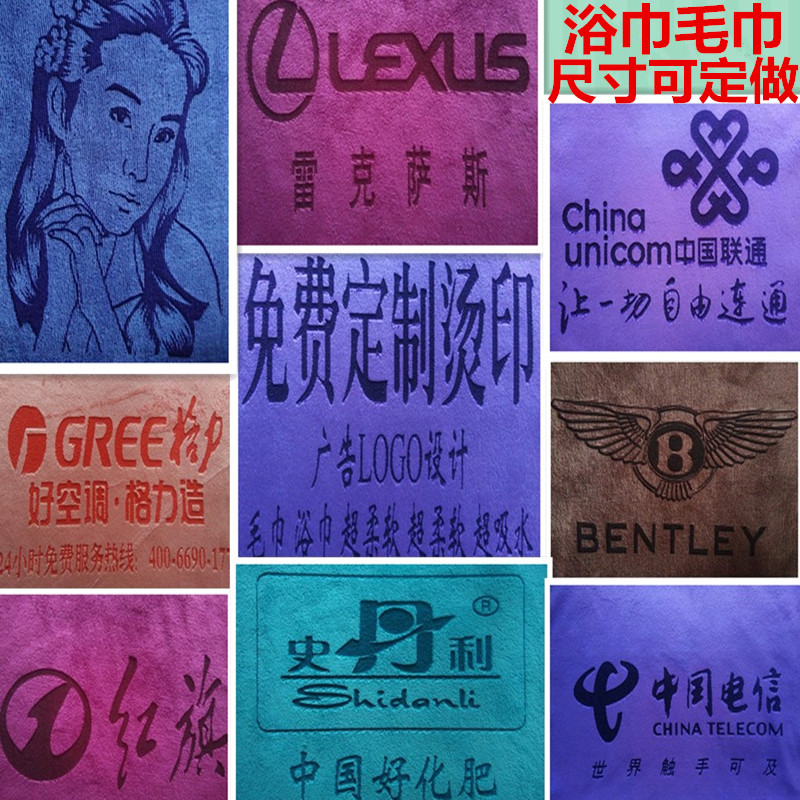 LEXUS
雷克萨斯
浴巾毛巾
尺寸可定做
China
unicom中国联通
让一切自由连通
免费定制烫印
广告LOGO设计
毛巾浴巾超柔软超柔软超吸水
GREE格力
好空调·格力造
24小时免费服务热线：400-6690-17
B
BENTLEY
红旗
史丹利
®
Shidanli
中国好化肥
中国电信
CHINA TELECOM
世界触手可及